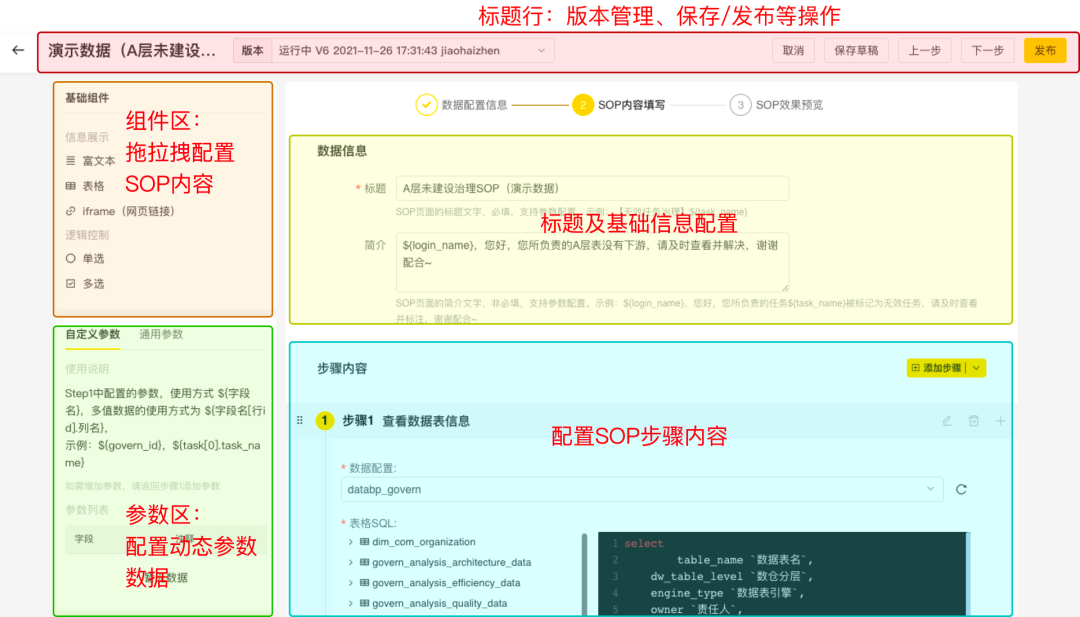 标题行：版本管理、保存/发布等操作
演示数据（A层未建设... 版本 运行中 V6 2021-11-26 17:31:43 jiaohaizhen 取消 保存草稿 上一步 下一步 发布
基础组件
组件区：
拖拉拽配置
SOP内容
信息展示
富文本
表格
iframe（网页链接）
逻辑控制
单选
多选
自定义参数 通用参数
使用说明
Step1中配置的参数，使用方式 ${字段
名}，多值数据的使用方式为 ${字段名[行i
d].列名}，
示例：${govern_id}，${task[0].task_na
me}
如需增加参数，请返回步骤1添加参数
参数列表
字段
参数区：
配置动态参数
数据
数据
数据配置信息 2 SOP内容填写 3 SOP效果预览
数据信息
* 标题 A层未建设治理SOP（演示数据）
SOP页面的标题文字，必填，支持参数配置。示例：【无效任务治理】${task_name}
标题及基础信息配置
简介 ${login_name}，您好，您所负责的A层表没有下游，请及时查看并解决，谢谢
配合~
SOP页面的简介文字，非必填，支持参数配置。示例：${login_name}，您好，您所负责的任务${task_name}被标记为无效任务，请及时查看
并标注，谢谢配合~
步骤内容 添加步骤
1 步骤1 查看数据表信息
配置SOP步骤内容
* 数据配置:
databp_govern
* 表格SQL:
dim_com_organization
govern_analysis_architecture_data
govern_analysis_efficiency_data
govern_analysis_quality_data
1 select
2 table_name `数据表名`,
3 dw_table_level `数仓分层`,
4 engine_type `数据表引擎`,
5 owner `责任人`,